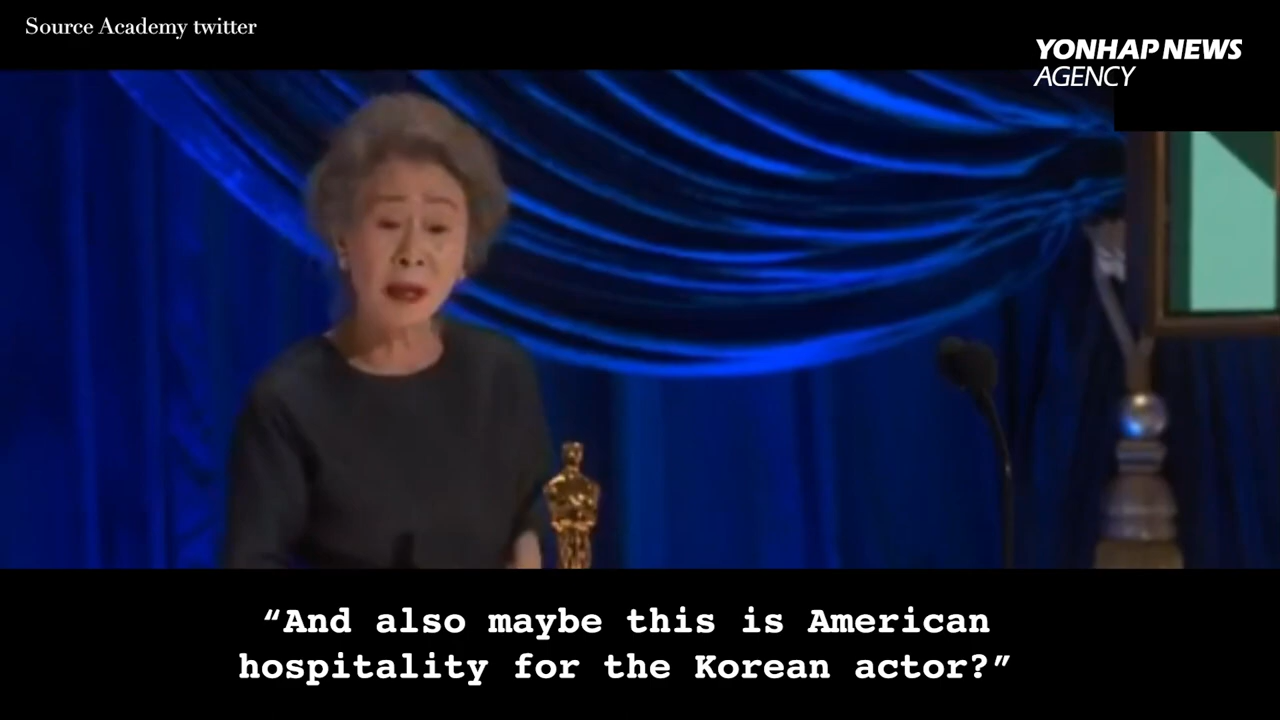 Source Academy twitter
YONHAP NEWS
AGENCY
“And also maybe this is American
hospitality for the Korean actor?”